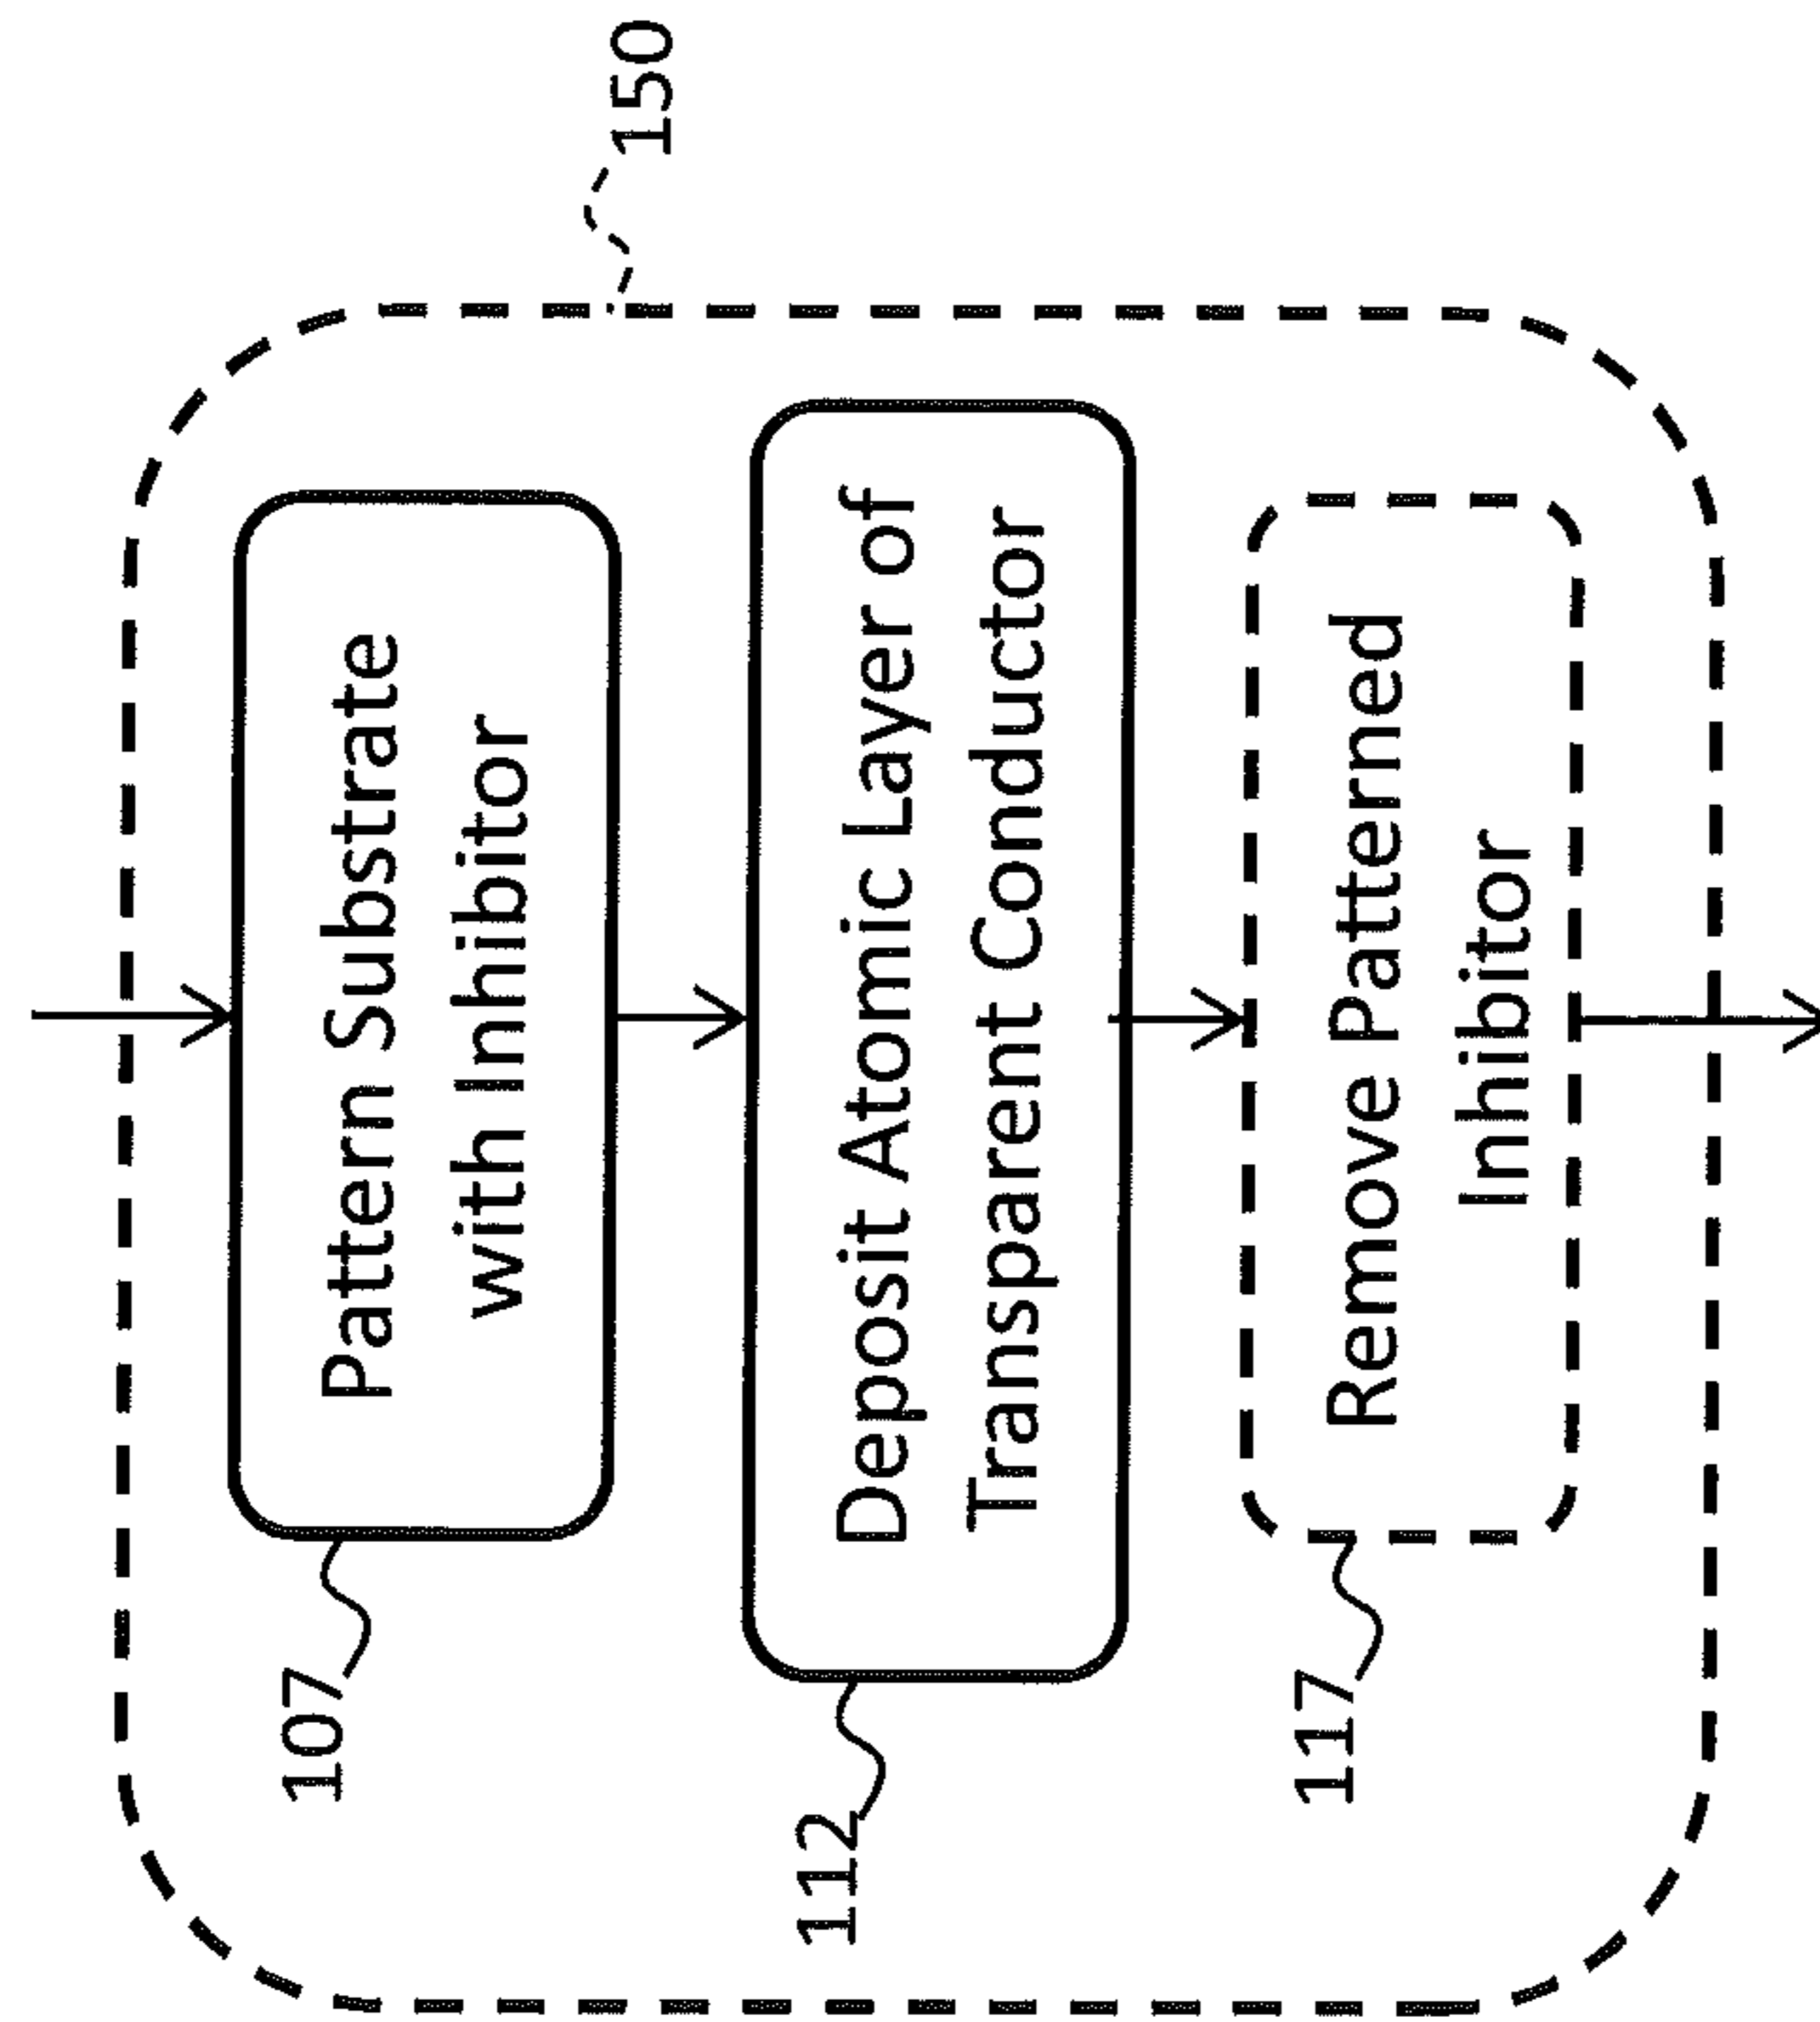 150
107
Pattern Substrate
with Inhibitor
112
Deposit Atomic Layer of
Transparent Conductor
117
Remove Patterned
Inhibitor